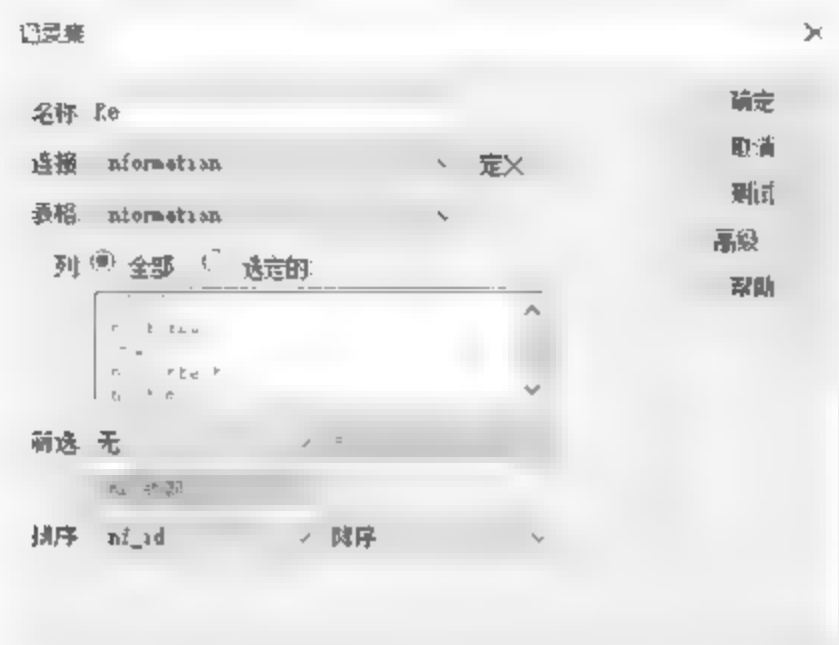 记录集
名称 Re
连接 nformation 定义
表格 nformation
列 全部 选定的:
筛选 无 =
排序 nf_id 降序
确定
取消
测试
高级
帮助